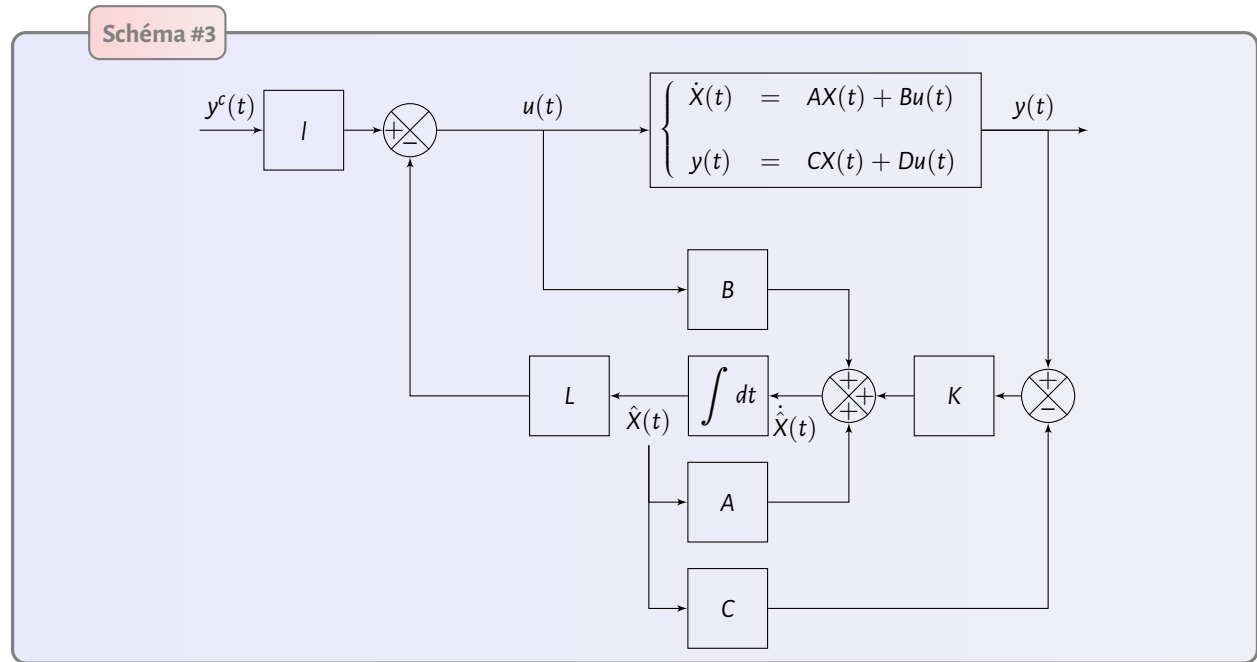 Schéma #3
y^c(t)
I
+
−
u(t)
Ẋ(t) = AX(t) + Bu(t)
y(t) = CX(t) + Du(t)
y(t)
B
L
X̂(t)
∫ dt
Ẋ̂(t)
+
+
+
K
+
−
A
C